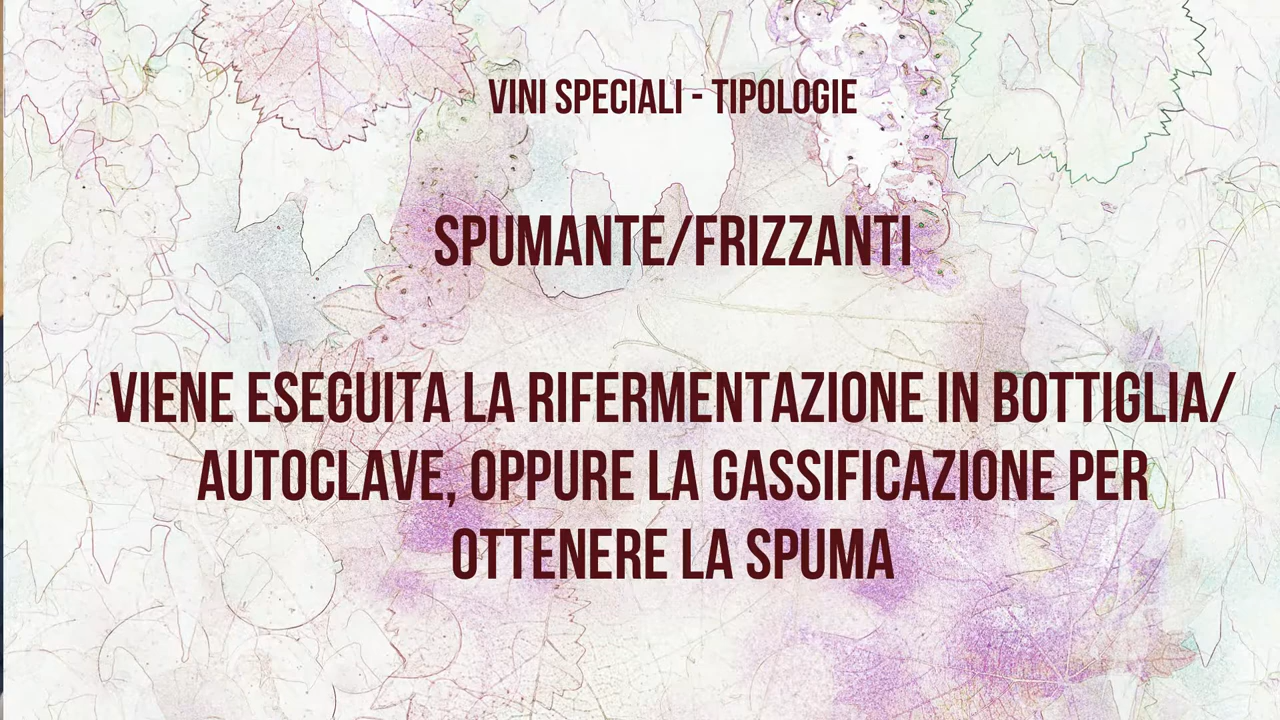 VINI SPECIALI - TIPOLOGIE
SPUMANTE/FRIZZANTI
VIENE ESEGUITA LA RIFERMENTAZIONE IN BOTTIGLIA/
AUTOCLAVE, OPPURE LA GASSIFICAZIONE PER
OTTENERE LA SPUMA